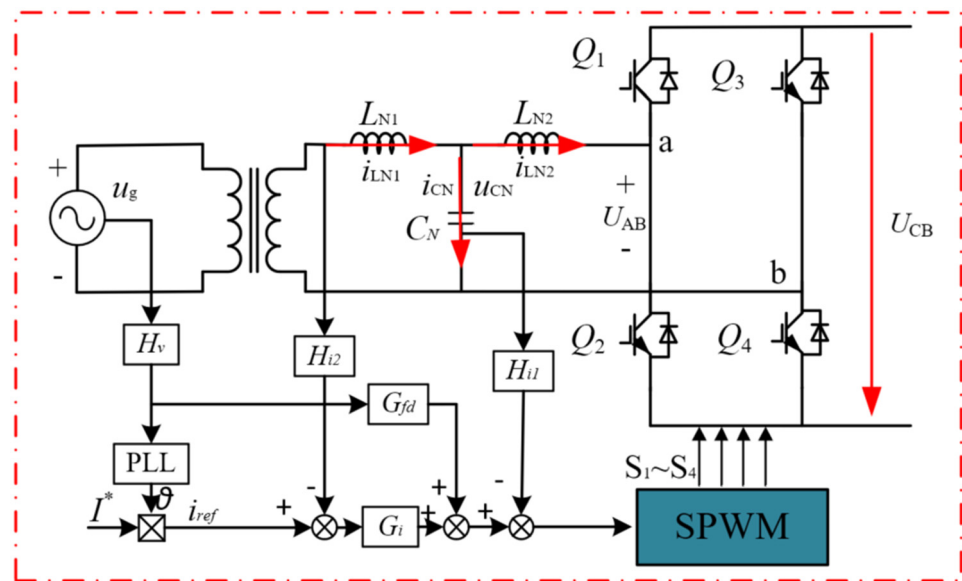 Q1
Q3
LN1
LN2
a
+
ug
iLN1
iCN
uCN
iLN2
+
UAB
-
UCB
CN
-
b
Hv
Hi2
Hi1
Q2
Q4
Gfd
PLL
S1~S4
I*
ϑ
iref
+
-
Gi
+
+
+
-
SPWM